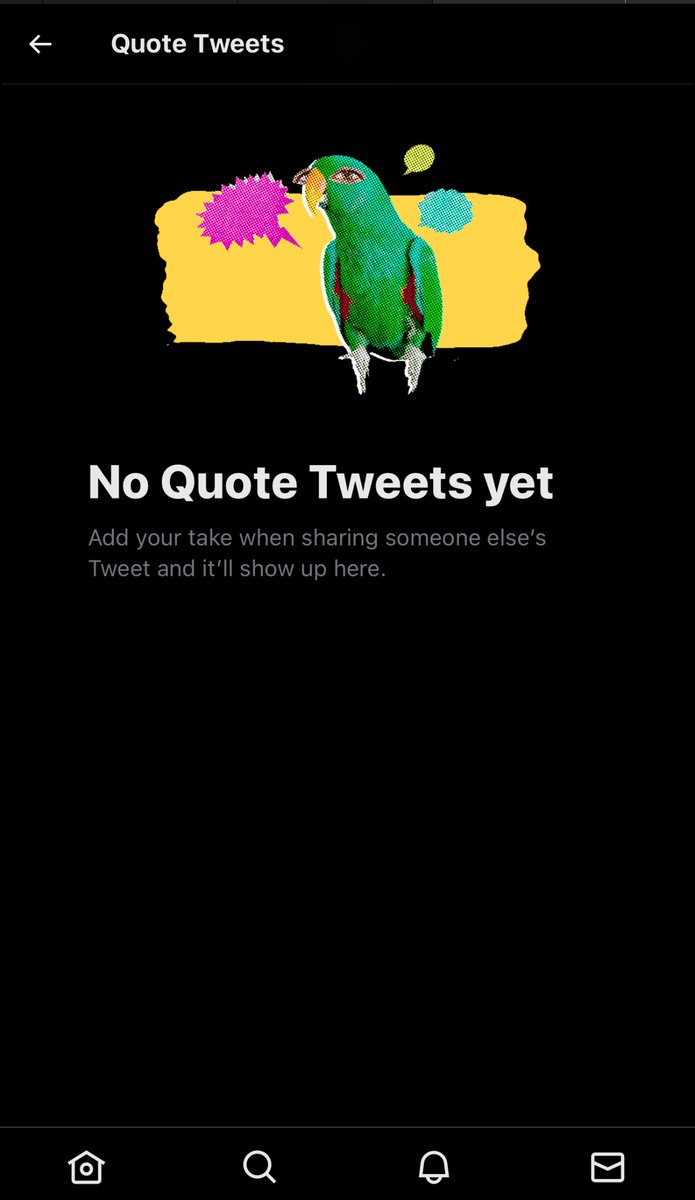 Quote Tweets
No Quote Tweets yet
Add your take when sharing someone else’s
Tweet and it’ll show up here.